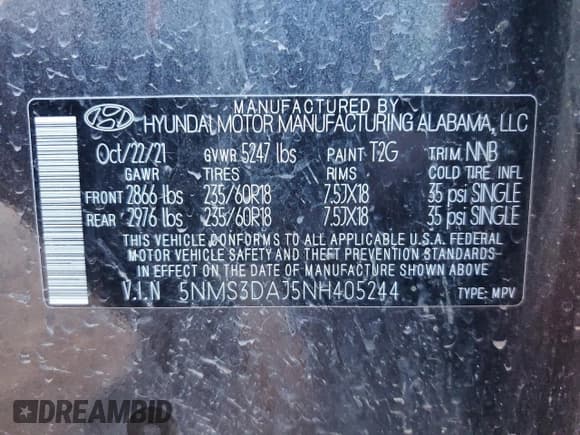 MANUFACTURED BY
HYUNDAI MOTOR MANUFACTURING ALABAMA, LLC
Oct/22/21 GVWR 5247 lbs PAINT T2G TRIM NNB
GAWR TIRES RIMS COLD TIRE INFL
FRONT 2866 lbs 235/60R18 7.5JX18 35 psi SINGLE
REAR 2976 lbs 235/60R18 7.5JX18 35 psi SINGLE
THIS VEHICLE CONFORMS TO ALL APPLICABLE U.S.A. FEDERAL
MOTOR VEHICLE SAFETY AND THEFT PREVENTION STANDARDS
IN EFFECT ON THE DATE OF MANUFACTURE SHOWN ABOVE.
V.I.N 5NMS3DAJ5NH405244 TYPE: MPV
DREAMBID